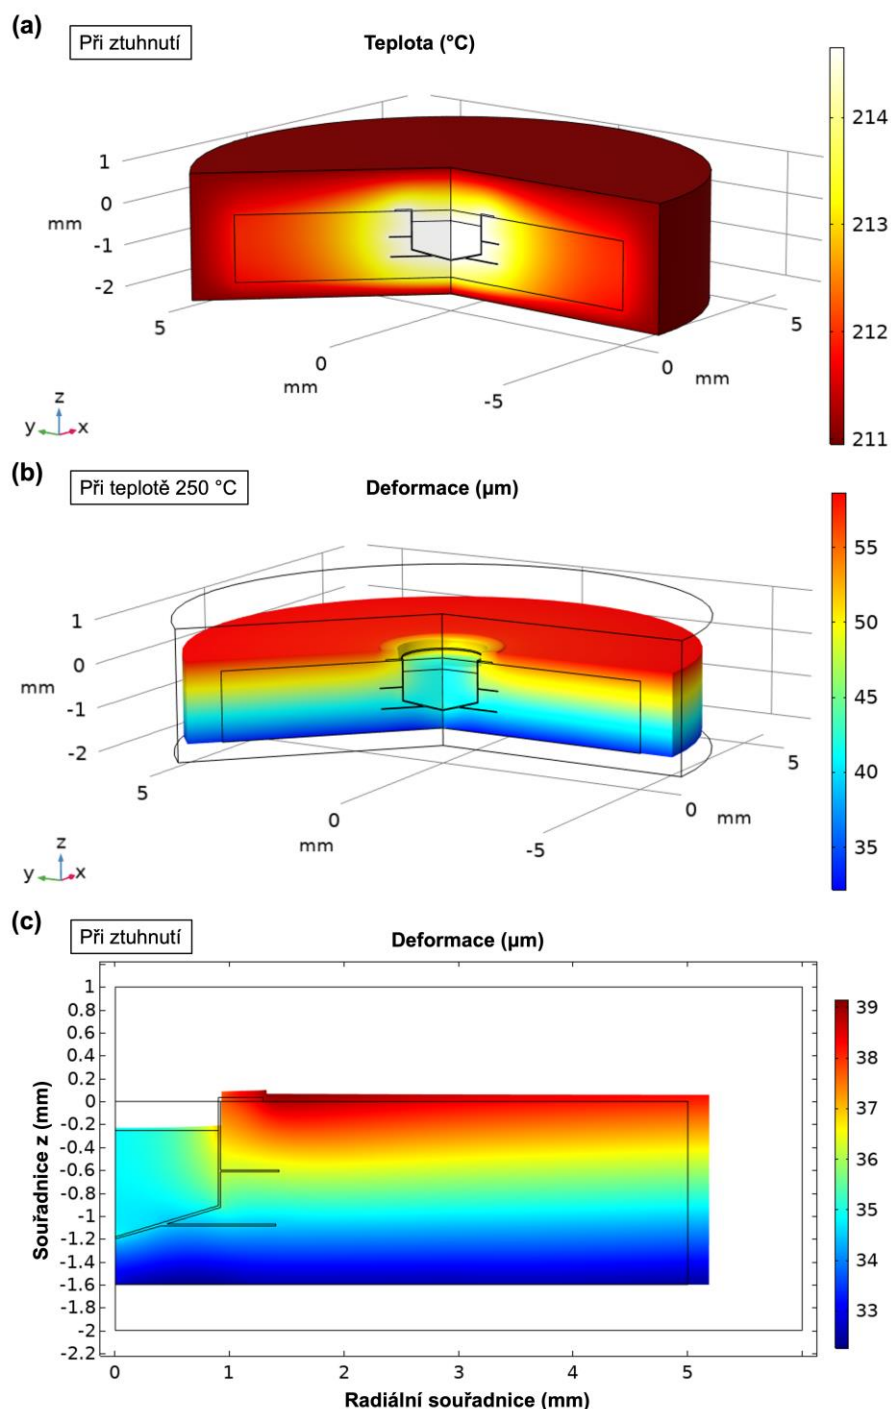 (a)
Při ztuhnutí
Teplota (°C)
214
213
212
211
1
0
-1
-2
mm
5
0
mm
-5
0
mm
5
z
y
x
(b)
Při teplotě 250 °C
Deformace (µm)
55
50
45
40
35
1
0
-1
-2
mm
5
0
mm
-5
0
mm
5
z
y
x
(c)
Při ztuhnutí
Deformace (µm)
1
0.8
0.6
0.4
0.2
0
-0.2
-0.4
-0.6
-0.8
-1
-1.2
-1.4
-1.6
-1.8
-2
-2.2
Souřadnice z (mm)
0 1 2 3 4 5
Radiální souřadnice (mm)
39
38
37
36
35
34
33